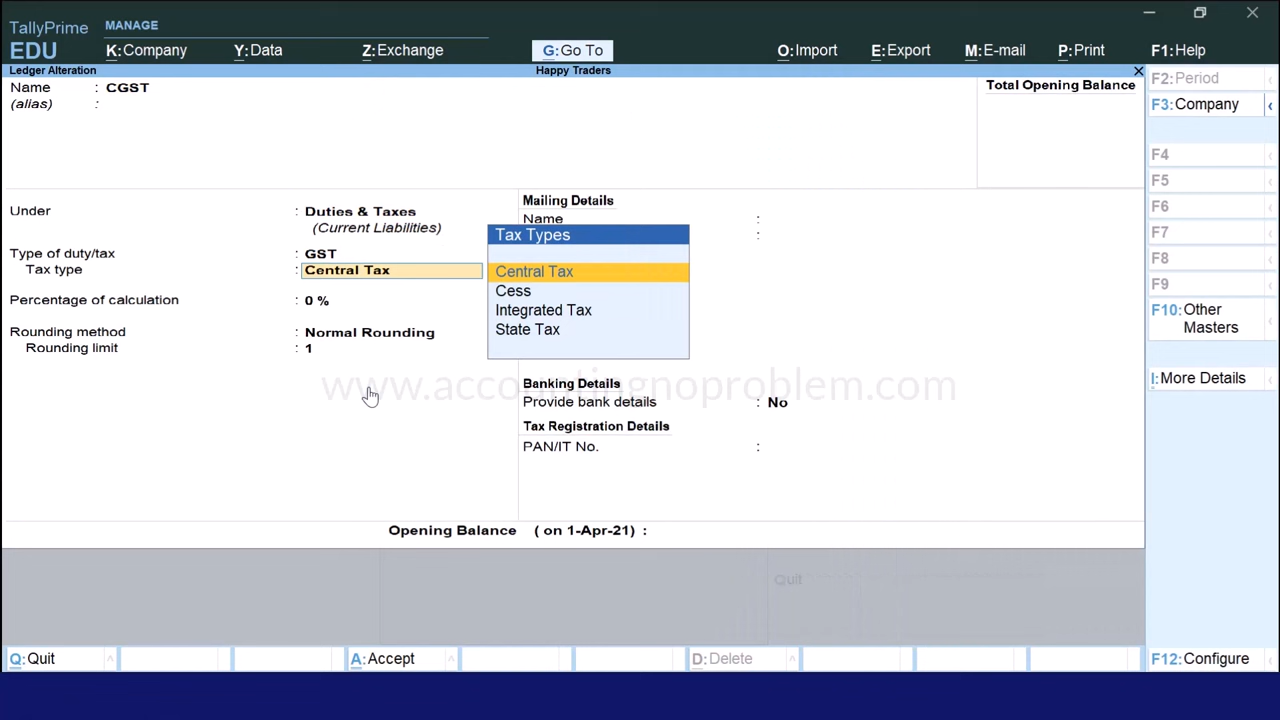 TallyPrime
MANAGE
EDU
K:Company
Y:Data
Z:Exchange
G:Go To
O:Import
E:Export
M:E-mail
P:Print
F1:Help
Ledger Alteration
Happy Traders
Name : CGST
(alias) :
Total Opening Balance
Under : Duties & Taxes
(Current Liabilities)
Type of duty/tax : GST
Tax type : Central Tax
Percentage of calculation : 0 %
Rounding method : Normal Rounding
Rounding limit : 1
Mailing Details
Name :
:
Tax Types
Central Tax
Cess
Integrated Tax
State Tax
www.accountingnoproblem.com
Banking Details
Provide bank details : No
Tax Registration Details
PAN/IT No. :
Opening Balance ( on 1-Apr-21) :
Quit
F2:Period
F3:Company
F4
F5
F6
F7
F8
F9
F10:Other
Masters
I:More Details
Q:Quit
A:Accept
D:Delete
F12:Configure